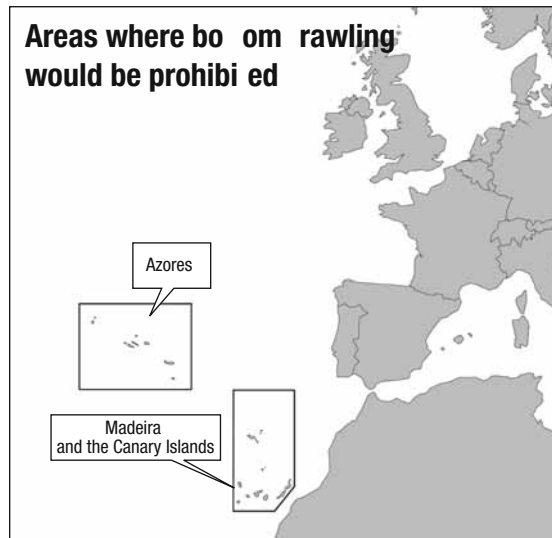 Areas where bo om rawling
would be prohibi ed
Azores
Madeira
and the Canary Islands